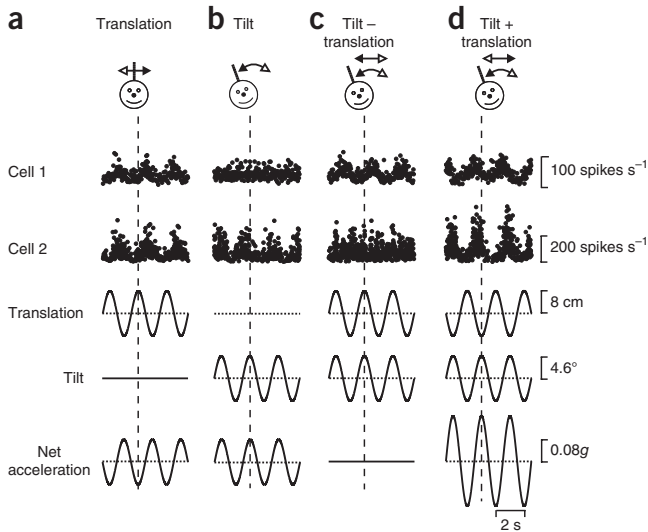 a
Translation
b
Tilt
c
Tilt –
translation
d
Tilt +
translation
Cell 1
100 spikes s⁻¹
Cell 2
200 spikes s⁻¹
Translation
8 cm
Tilt
4.6°
Net
acceleration
0.08g
2 s